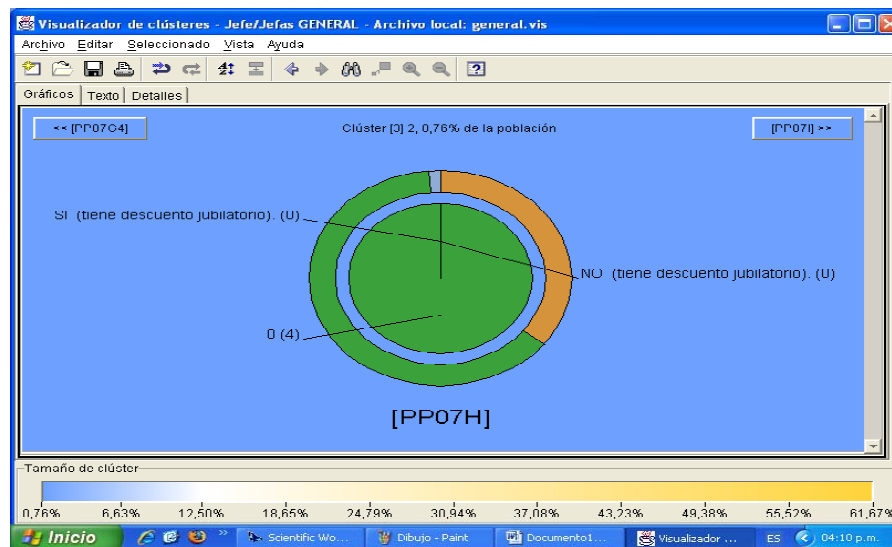 Visualizador de clústeres - Jefe/Jefas GENERAL - Archivo local: general.vis
Archivo Editar Seleccionado Vista Ayuda
Gráficos Texto Detalles
<< [PP07G4] Clúster [3] 2, 0,76% de la población [PP07I] >>
SI (tiene descuento jubilatorio). (0)
NO (tiene descuento jubilatorio). (0)
0 (4)
[PP07H]
Tamaño de clúster
0,76% 6,63% 12,50% 18,65% 24,79% 30,94% 37,08% 43,23% 49,38% 55,52% 61,67%
Inicio » Scientific Wo... Dibujo - Paint Documento1... Visualizador ... ES 04:10 p.m.